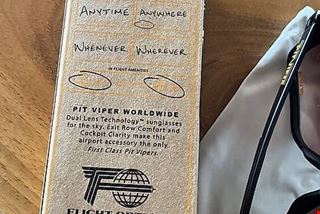 ANYTIME ANYWHERE
WHENEVER WHEREVER
IN FLIGHT AMENITIES
PIT VIPER WORLDWIDE
Dual Lens Technology™ sunglasses
for the sky. Exit Row Comfort and
Cockpit Clarity make this
airport accessory the only
First Class Pit Vipers.
FLIGHT